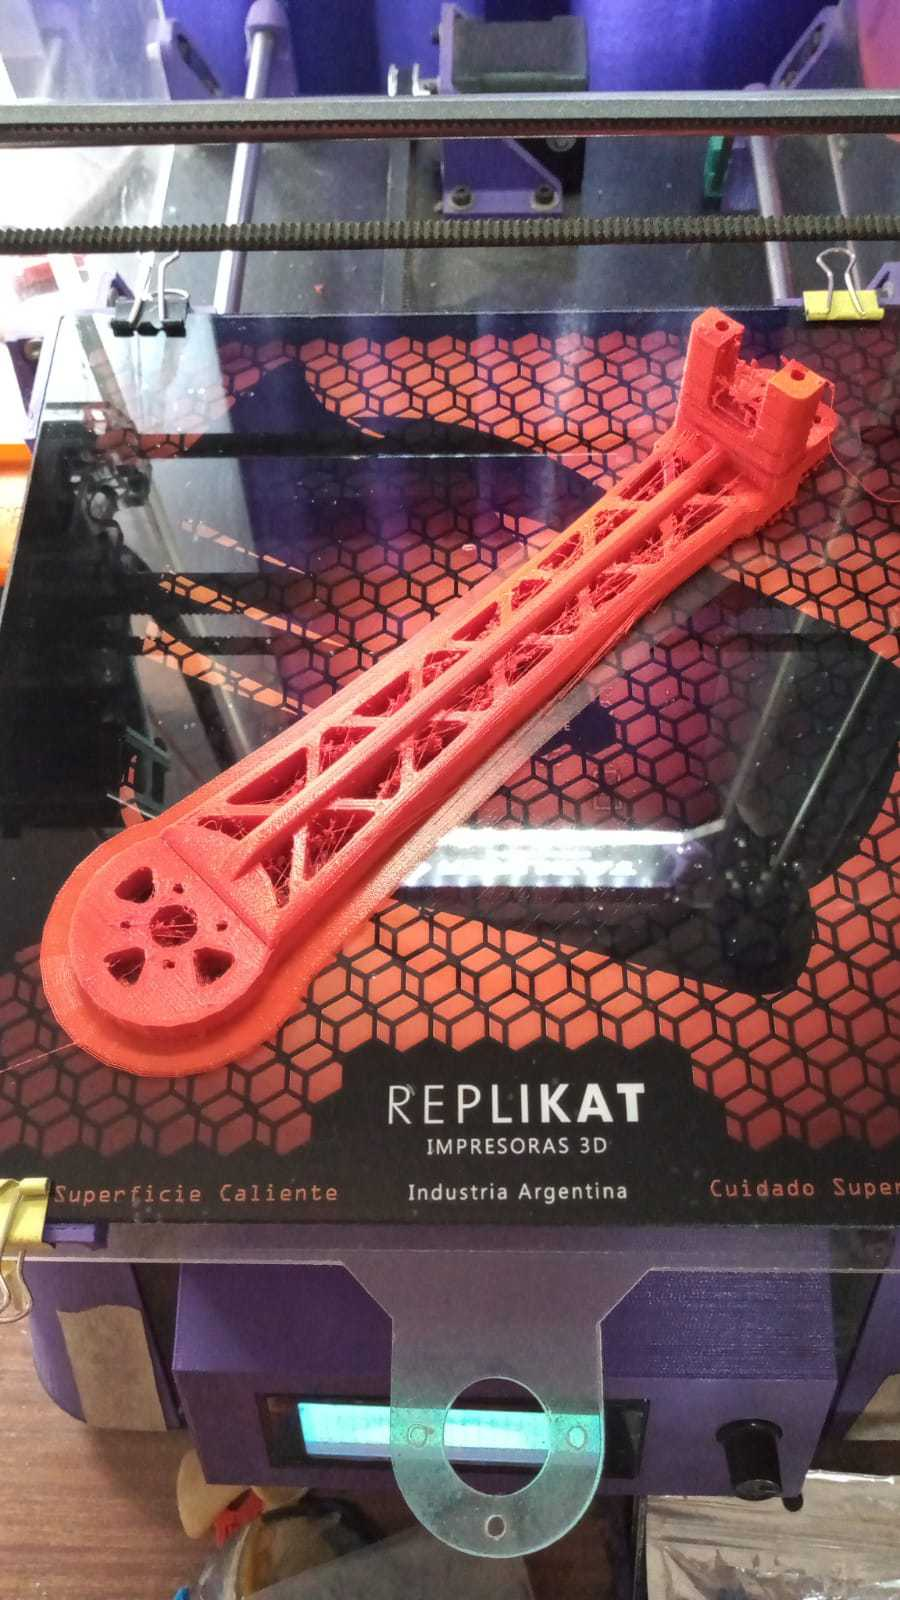 REPLIKAT
IMPRESORAS 3D
Superficie Caliente
Industria Argentina
Cuidado Super